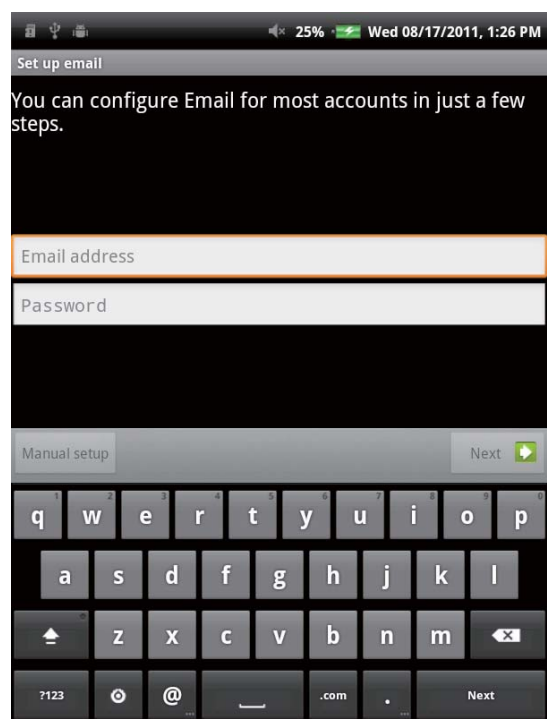 25% Wed 08/17/2011, 1:26 PM
Set up email
You can configure Email for most accounts in just a few
steps.
Email address
Password
Manual setup Next
1 2 3 4 5 6 7 8 9 0
q w e r t y u i o p
a s d f g h j k l
z x c v b n m
?123 @ ... .com . ... Next